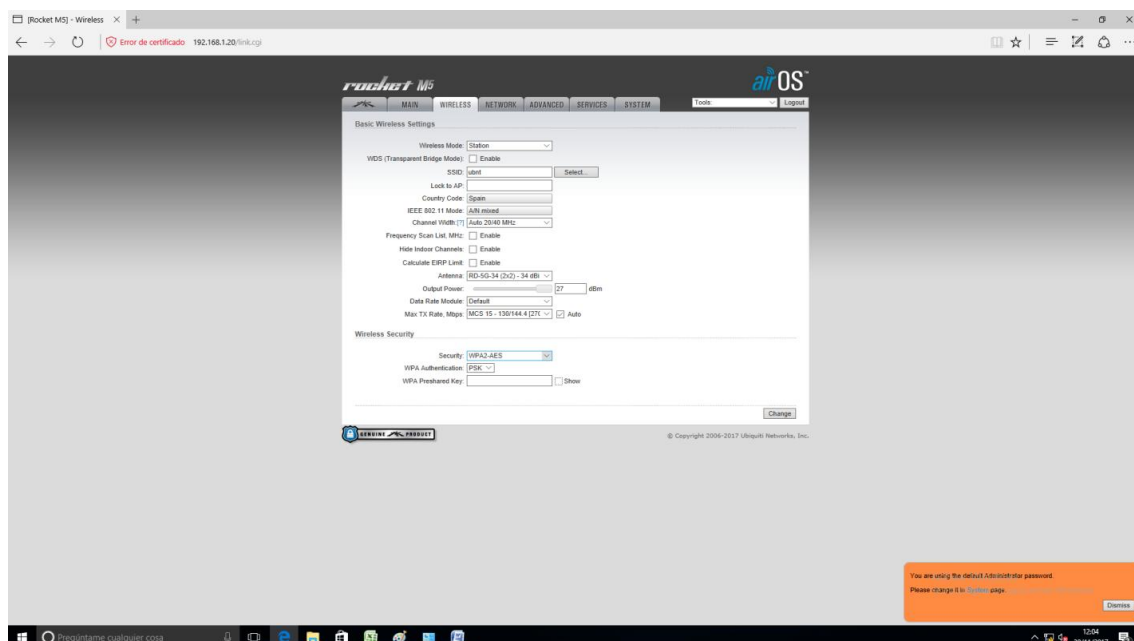 [Rocket M5] - Wireless
Error de certificado 192.168.1.20/link.cgi
rocket M5
airOS™
MAIN WIRELESS NETWORK ADVANCED SERVICES SYSTEM Tools: Logout
Basic Wireless Settings
Wireless Mode: Station
WDS (Transparent Bridge Mode): Enable
SSID: ubnt Select...
Lock to AP:
Country Code: Spain
IEEE 802.11 Mode: A/N mixed
Channel Width:[?] Auto 20/40 MHz
Frequency Scan List, MHz: Enable
Hide Indoor Channels: Enable
Calculate EIRP Limit: Enable
Antenna: RD-5G-34 (2x2) - 34 dBi
Output Power: 27 dBm
Data Rate Module: Default
Max TX Rate, Mbps: MCS 15 - 130/144.4 [270 Auto
Wireless Security
Security: WPA2-AES
WPA Authentication: PSK
WPA Preshared Key: Show
Change
GENUINE PRODUCT
© Copyright 2006-2017 Ubiquiti Networks, Inc.
You are using the default Administrator password.
Please change it in System page.
Dismiss
Pregúntame cualquier cosa
12:04